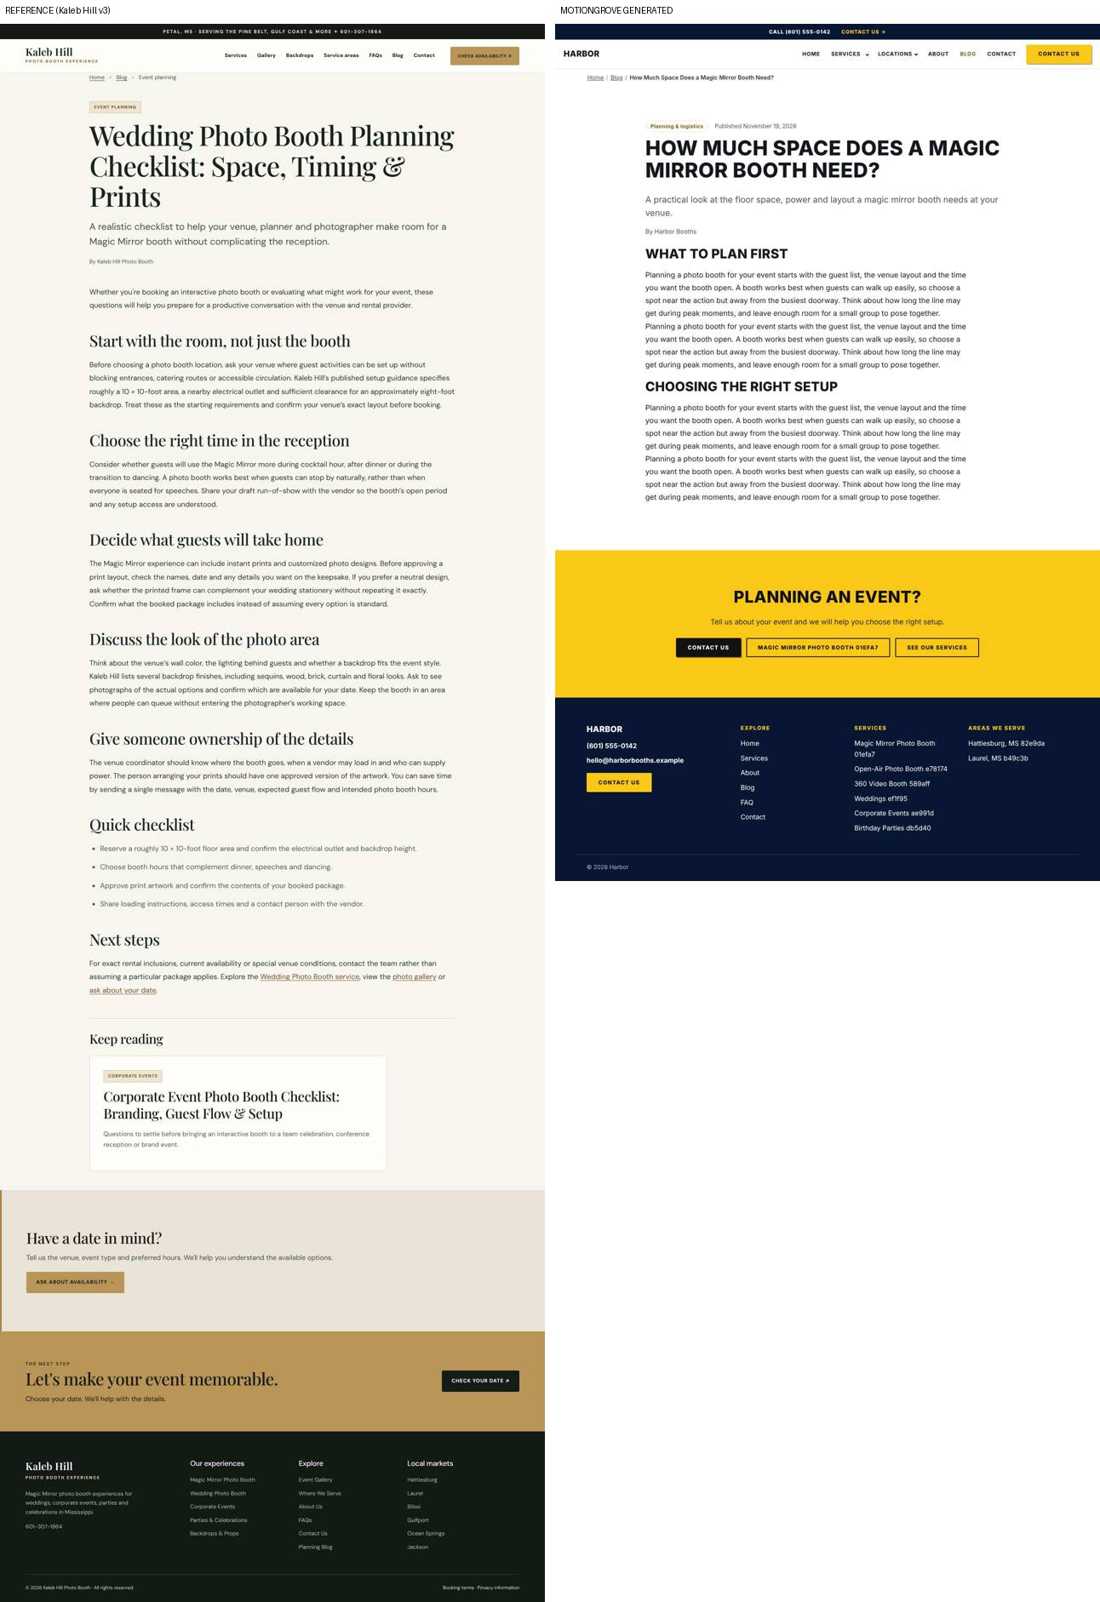 REFERENCE (Kaleb Hill v3)
PETAL, MS · SERVING THE PINE BELT, GULF COAST & MORE + 601-307-1864
Kaleb Hill
PHOTO BOOTH EXPERIENCE
Services Gallery Backdrops Service areas FAQs Blog Contact
CHECK AVAILABILITY ↗
Home › Blog › Event planning
EVENT PLANNING
Wedding Photo Booth Planning
Checklist: Space, Timing &
Prints
A realistic checklist to help your venue, planner and photographer make room for a
Magic Mirror booth without complicating the reception.
By Kaleb Hill Photo Booth
Whether you're booking an interactive photo booth or evaluating what might work for your event, these
questions will help you prepare for a productive conversation with the venue and rental provider.
Start with the room, not just the booth
Before choosing a photo booth location, ask your venue where guest activities can be set up without
blocking entrances, catering routes or accessible circulation. Kaleb Hill's published setup guidance specifies
roughly a 10 × 10-foot area, a nearby electrical outlet and sufficient clearance for an approximately eight-foot
backdrop. Treat these as the starting requirements and confirm your venue's exact layout before booking.
Choose the right time in the reception
Consider whether guests will use the Magic Mirror more during cocktail hour, after dinner or during the
transition to dancing. A photo booth works best when guests can stop by naturally, rather than when
everyone is seated for speeches. Share your draft run-of-show with the vendor so the booth's open period
and any setup access are understood.
Decide what guests will take home
The Magic Mirror experience can include instant prints and customized photo designs. Before approving a
print layout, check the names, date and any details you want on the keepsake. If you prefer a neutral design,
ask whether the printed frame can complement your wedding stationery without repeating it exactly.
Confirm what the booked package includes instead of assuming every option is standard.
Discuss the look of the photo area
Think about the venue's wall color, the lighting behind guests and whether a backdrop fits the event style.
Kaleb Hill lists several backdrop finishes, including sequins, wood, brick, curtain and floral looks. Ask to see
photographs of the actual options and confirm which are available for your date. Keep the booth in an area
where people can queue without entering the photographer's working space.
Give someone ownership of the details
The venue coordinator should know where the booth goes, when a vendor may load in and who can supply
power. The person arranging your prints should have one approved version of the artwork. You can save time
by sending a single message with the date, venue, expected guest flow and intended photo booth hours.
Quick checklist
• Reserve a roughly 10 × 10-foot floor area and confirm the electrical outlet and backdrop height.
• Choose booth hours that complement dinner, speeches and dancing.
• Approve print artwork and confirm the contents of your booked package.
• Share loading instructions, access times and a contact person with the vendor.
Next steps
For exact rental inclusions, current availability or special venue conditions, contact the team rather than
assuming a particular package applies. Explore the Wedding Photo Booth service, view the photo gallery or
ask about your date.
Keep reading
CORPORATE EVENTS
Corporate Event Photo Booth Checklist:
Branding, Guest Flow & Setup
Questions to settle before bringing an interactive booth to a team celebration, conference
reception or brand event.
Have a date in mind?
Tell us the venue, event type and preferred hours. We'll help you understand the available options.
ASK ABOUT AVAILABILITY →
THE NEXT STEP
Let's make your event memorable.
Choose your date. We'll help with the details.
CHECK YOUR DATE ↗
Kaleb Hill
PHOTO BOOTH EXPERIENCE
Magic Mirror photo booth experiences for
weddings, corporate events, parties and
celebrations in Mississippi.
601-307-1864
Our experiences
Magic Mirror Photo Booth
Wedding Photo Booth
Corporate Events
Parties & Celebrations
Backdrops & Props
Explore
Event Gallery
Where We Serve
About Us
FAQs
Contact Us
Planning Blog
Local markets
Hattiesburg
Laurel
Biloxi
Gulfport
Ocean Springs
Jackson
© 2026 Kaleb Hill Photo Booth · All rights reserved
Booking terms · Privacy information
MOTIONGROVE GENERATED
CALL (601) 555-0142 CONTACT US ↗
HARBOR
HOME SERVICES LOCATIONS ABOUT BLOG CONTACT
CONTACT US
Home / Blog / How Much Space Does a Magic Mirror Booth Need?
Planning & logistics Published November 19, 2026
HOW MUCH SPACE DOES A MAGIC
MIRROR BOOTH NEED?
A practical look at the floor space, power and layout a magic mirror booth needs at your
venue.
By Harbor Booths
WHAT TO PLAN FIRST
Planning a photo booth for your event starts with the guest list, the venue layout and the time
you want the booth open. A booth works best when guests can walk up easily, so choose a
spot near the action but away from the busiest doorway. Think about how long the line may
get during peak moments, and leave enough room for a small group to pose together.
Planning a photo booth for your event starts with the guest list, the venue layout and the time
you want the booth open. A booth works best when guests can walk up easily, so choose a
spot near the action but away from the busiest doorway. Think about how long the line may
get during peak moments, and leave enough room for a small group to pose together.
CHOOSING THE RIGHT SETUP
Planning a photo booth for your event starts with the guest list, the venue layout and the time
you want the booth open. A booth works best when guests can walk up easily, so choose a
spot near the action but away from the busiest doorway. Think about how long the line may
get during peak moments, and leave enough room for a small group to pose together.
Planning a photo booth for your event starts with the guest list, the venue layout and the time
you want the booth open. A booth works best when guests can walk up easily, so choose a
spot near the action but away from the busiest doorway. Think about how long the line may
get during peak moments, and leave enough room for a small group to pose together.
PLANNING AN EVENT?
Tell us about your event and we will help you choose the right setup.
CONTACT US
MAGIC MIRROR PHOTO BOOTH 01EFA7
SEE OUR SERVICES
HARBOR
(601) 555-0142
hello@harborbooths.example
CONTACT US
EXPLORE
Home
Services
About
Blog
FAQ
Contact
SERVICES
Magic Mirror Photo Booth
01efa7
Open-Air Photo Booth e78174
360 Video Booth 589aff
Weddings ef1f95
Corporate Events ae991d
Birthday Parties db5d40
AREAS WE SERVE
Hattiesburg, MS 82e9da
Laurel, MS b49c3b
© 2026 Harbor